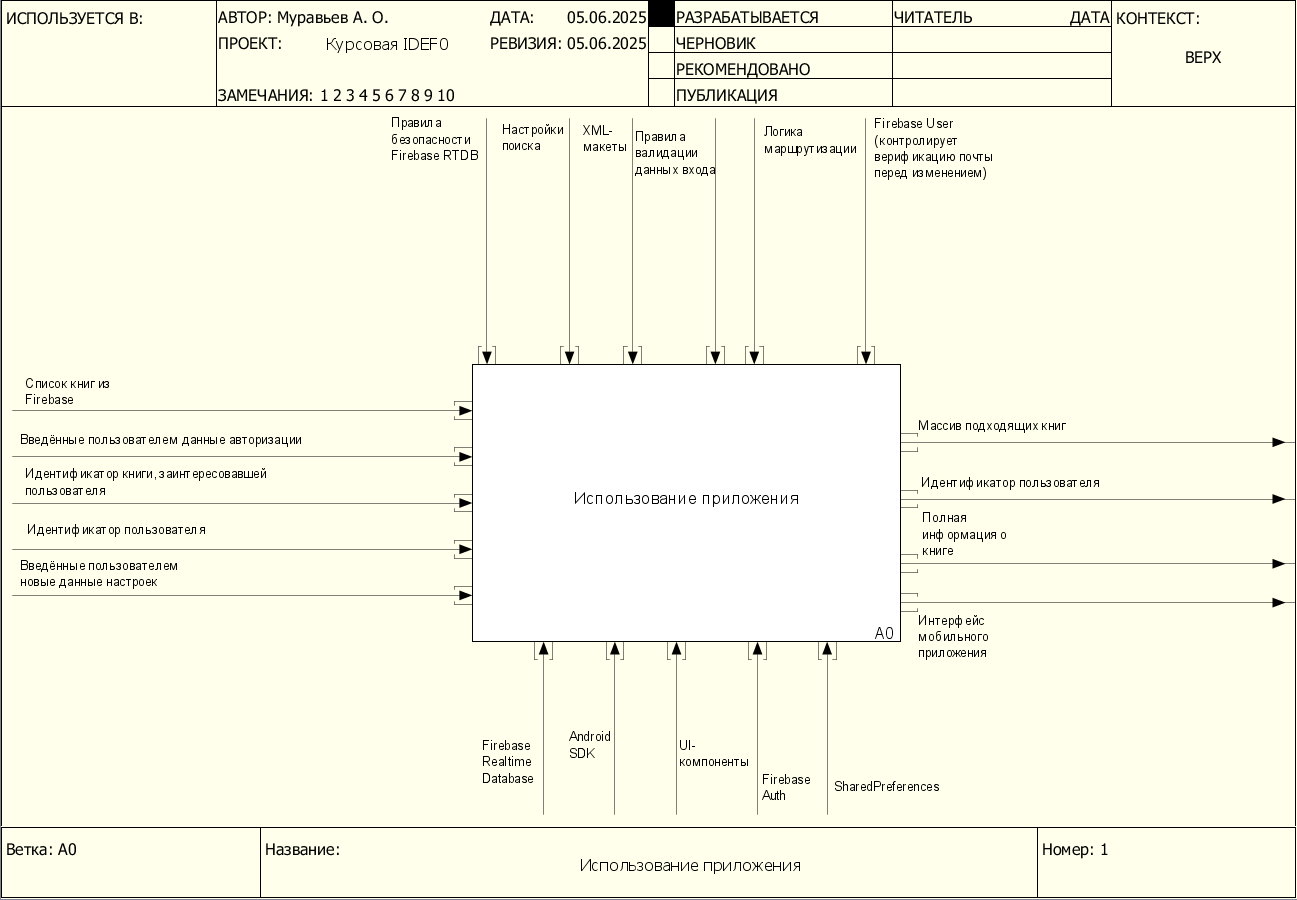 ИСПОЛЬЗУЕТСЯ В:
АВТОР: Муравьев А. О.
ДАТА: 05.06.2025
ПРОЕКТ: Курсовая IDEF0
РЕВИЗИЯ: 05.06.2025
ЗАМЕЧАНИЯ: 1 2 3 4 5 6 7 8 9 10
РАЗРАБАТЫВАЕТСЯ
ЧЕРНОВИК
РЕКОМЕНДОВАНО
ПУБЛИКАЦИЯ
ЧИТАТЕЛЬ
ДАТА
КОНТЕКСТ:
ВЕРХ
Правила
безопасности
Firebase RTDB
Настройки
поиска
XML-
макеты
Правила
валидации
данных входа
Логика
маршрутизации
Firebase User
(контролирует
верификацию почты
перед изменением)
Список книг из
Firebase
Введённые пользователем данные авторизации
Идентификатор книги, заинтересовавшей
пользователя
Идентификатор пользователя
Введённые пользователем
новые данные настроек
Использование приложения
A0
Массив подходящих книг
Идентификатор пользователя
Полная
информация о
книге
Интерфейс
мобильного
приложения
Firebase
Realtime
Database
Android
SDK
UI-
компоненты
Firebase
Auth
SharedPreferences
Ветка: A0
Название:
Использование приложения
Номер: 1